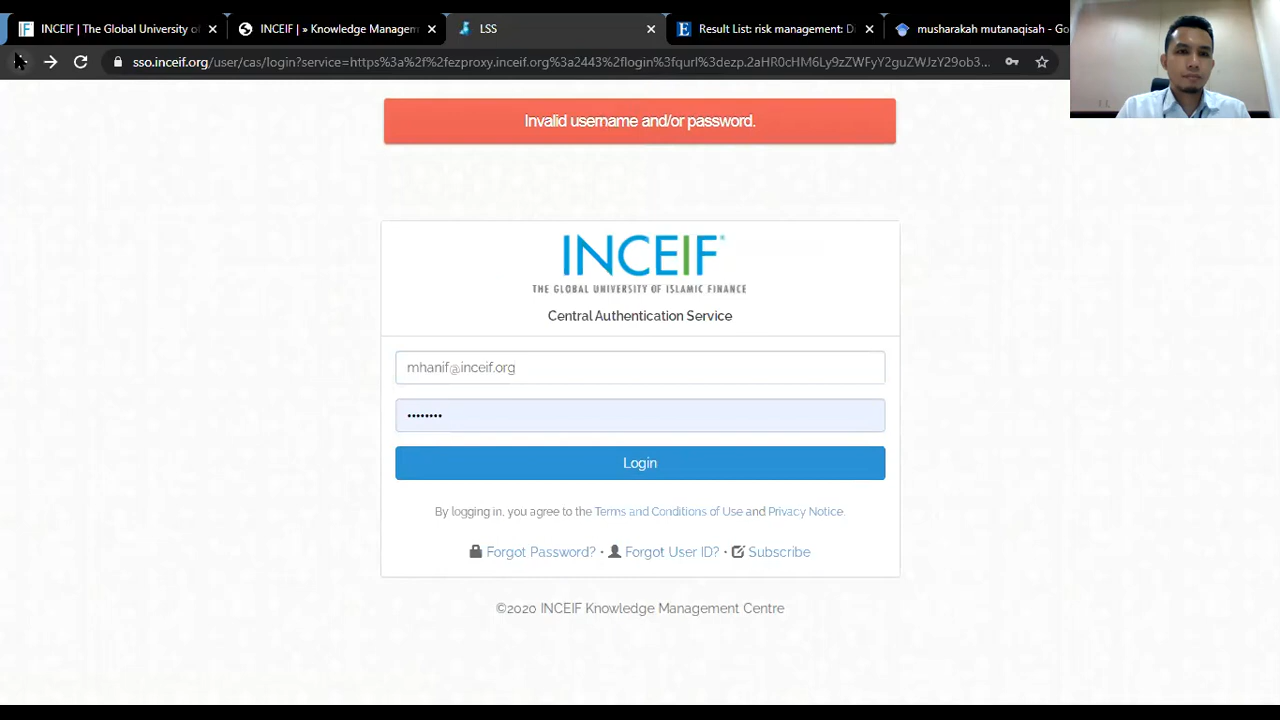 INCEIF | The Global University of
INCEIF | » Knowledge Managem
LSS
Result List: risk management: Di
musharakah mutanaqisah - Go
sso.inceif.org/user/cas/login?service=https%3a%2f%2fezproxy.inceif.org%3a2443%2flogin%3fqurl%3dezp.2aHR0cHM6Ly9zZWFyY2guZWJzY29ob3...
Invalid username and/or password.
INCEIF
THE GLOBAL UNIVERSITY OF ISLAMIC FINANCE
Central Authentication Service
mhanif@inceif.org
••••••••
Login
By logging in, you agree to the Terms and Conditions of Use and Privacy Notice.
Forgot Password? • Forgot User ID? • Subscribe
©2020 INCEIF Knowledge Management Centre